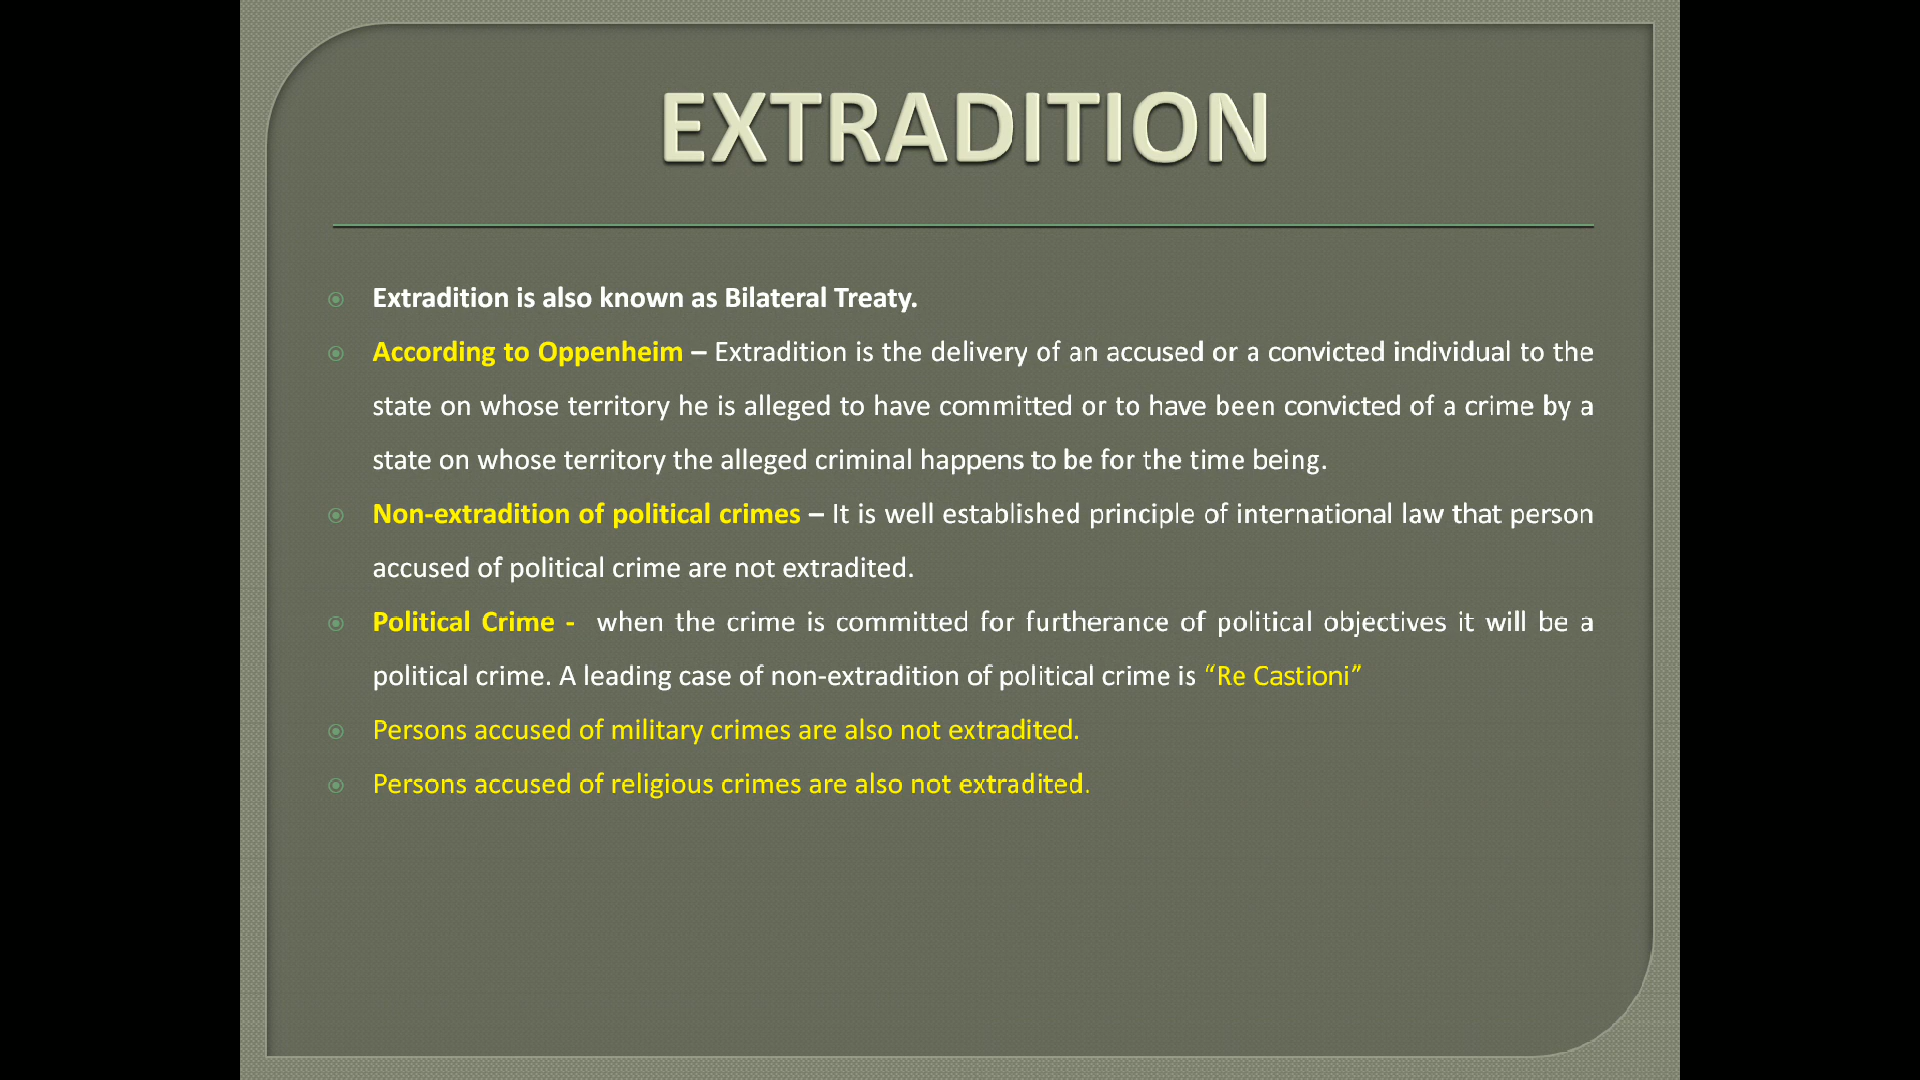 EXTRADITION
Extradition is also known as Bilateral Treaty.
According to Oppenheim – Extradition is the delivery of an accused or a convicted individual to the
state on whose territory he is alleged to have committed or to have been convicted of a crime by a
state on whose territory the alleged criminal happens to be for the time being.
Non-extradition of political crimes – It is well established principle of international law that person
accused of political crime are not extradited.
Political Crime - when the crime is committed for furtherance of political objectives it will be a
political crime. A leading case of non-extradition of political crime is “Re Castioni”
Persons accused of military crimes are also not extradited.
Persons accused of religious crimes are also not extradited.